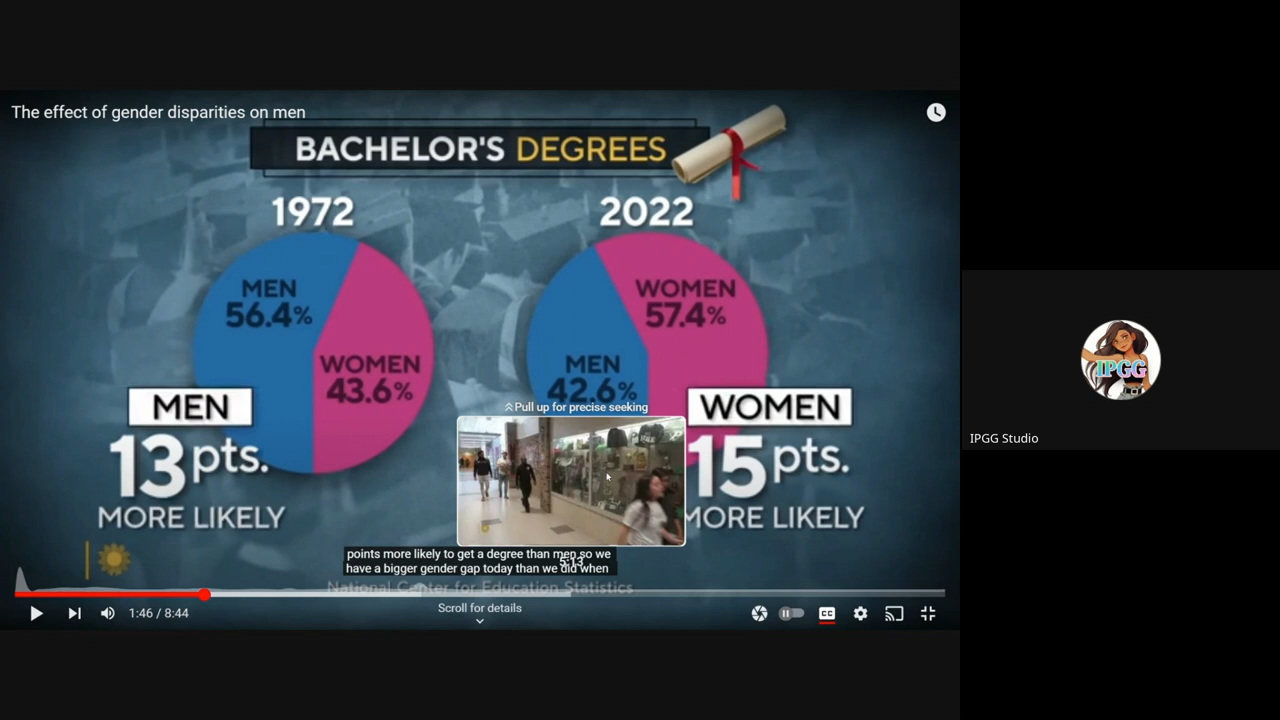 The effect of gender disparities on men
BACHELOR'S DEGREES
1972
2022
MEN
56.4%
WOMEN
43.6%
WOMEN
57.4%
MEN
42.6%
MEN
13 pts.
MORE LIKELY
WOMEN
15 pts.
MORE LIKELY
Pull up for precise seeking
5:13
points more likely to get a degree than men so we
have a bigger gender gap today than we did when
National Center for Education Statistics
1:46 / 8:44
Scroll for details
CC
IPGG
IPGG Studio